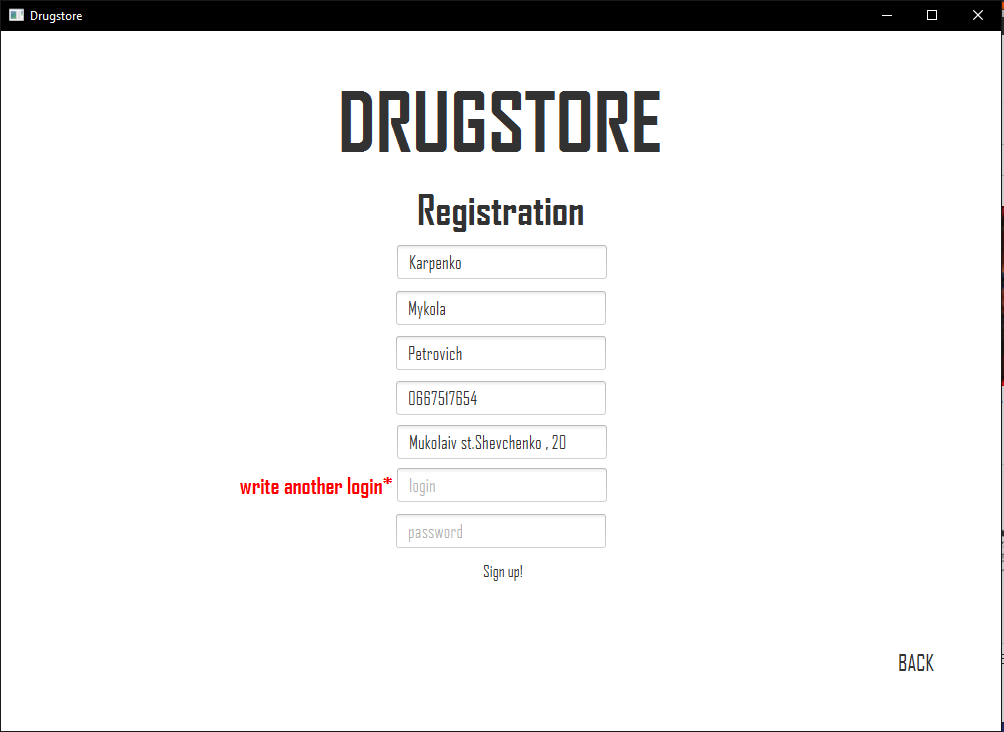 Drugstore
DRUGSTORE
Registration
Karpenko
Mykola
Petrovich
0667517654
Mukolaiv st.Shevchenko , 20
write another login* login
password
Sign up!
BACK